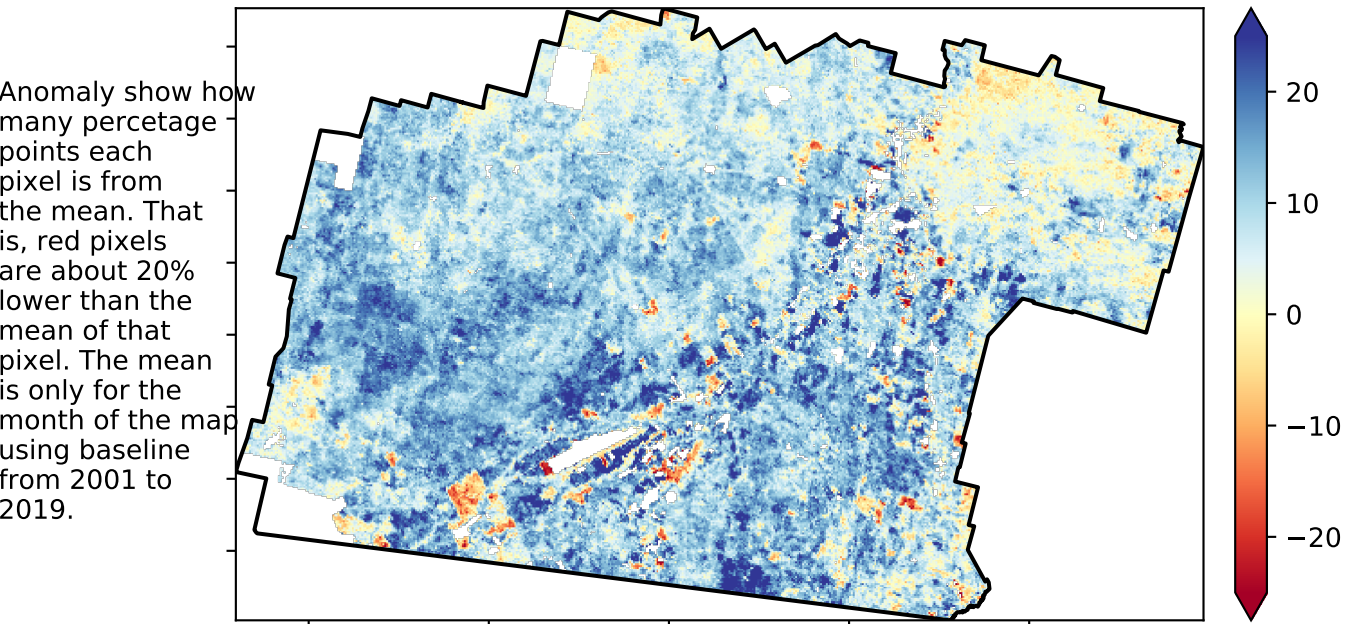 Anomaly show how
many percetage
points each
pixel is from
the mean. That
is, red pixels
are about 20%
lower than the
mean of that
pixel. The mean
is only for the
month of the map
using baseline
from 2001 to
2019.
20
10
0
−10
−20